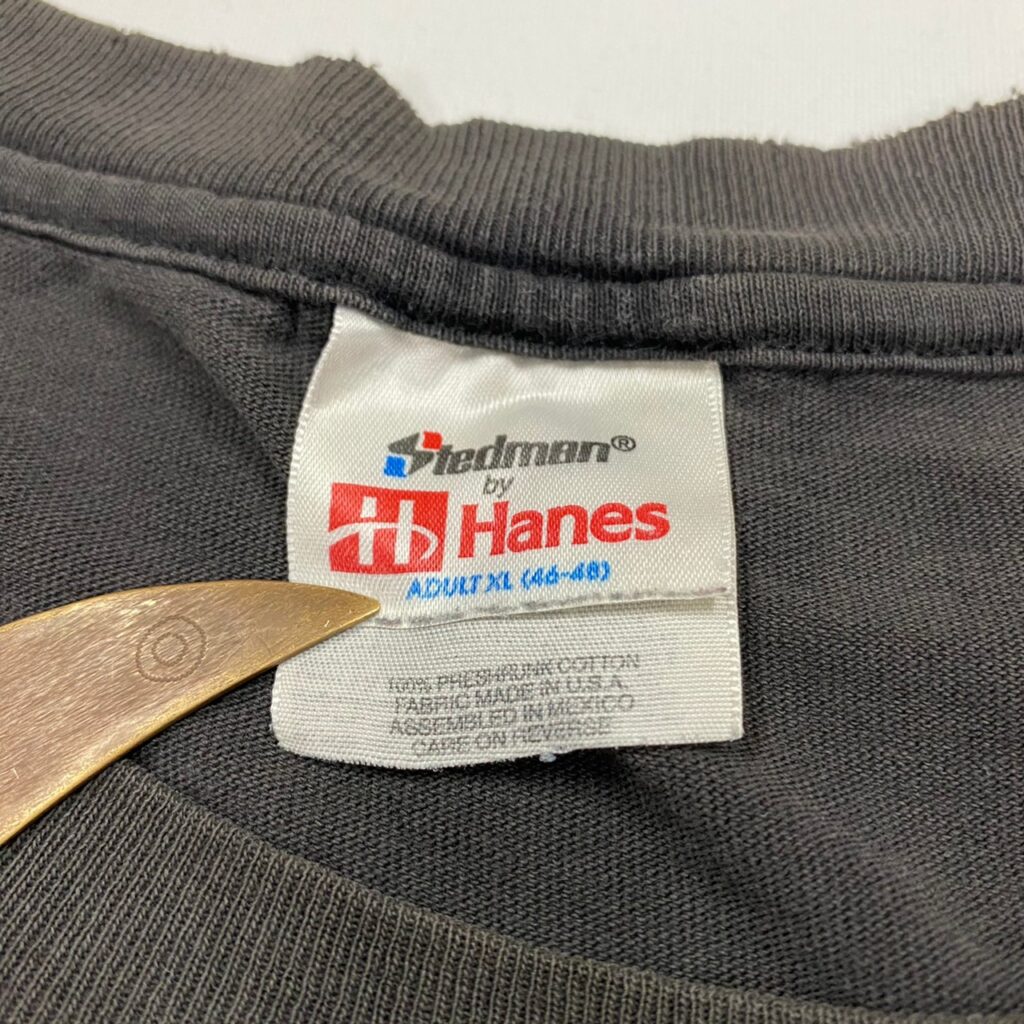 Stedman®
by
Hanes
ADULT XL (46-48)
100% PRESHRUNK COTTON
FABRIC MADE IN U.S.A.
ASSEMBLED IN MEXICO
CARE ON REVERSE